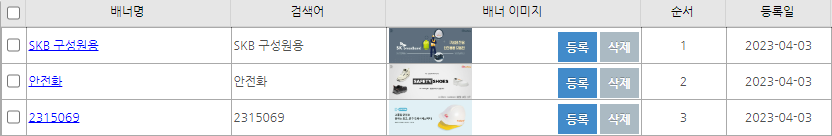 배너명 검색어 배너 이미지 순서 등록일
SKB 구성원용 SKB 구성원용 등록 삭제 1 2023-04-03
안전화 안전화 SAFETY SHOES 등록 삭제 2 2023-04-03
2315069 2315069 등록 삭제 3 2023-04-03